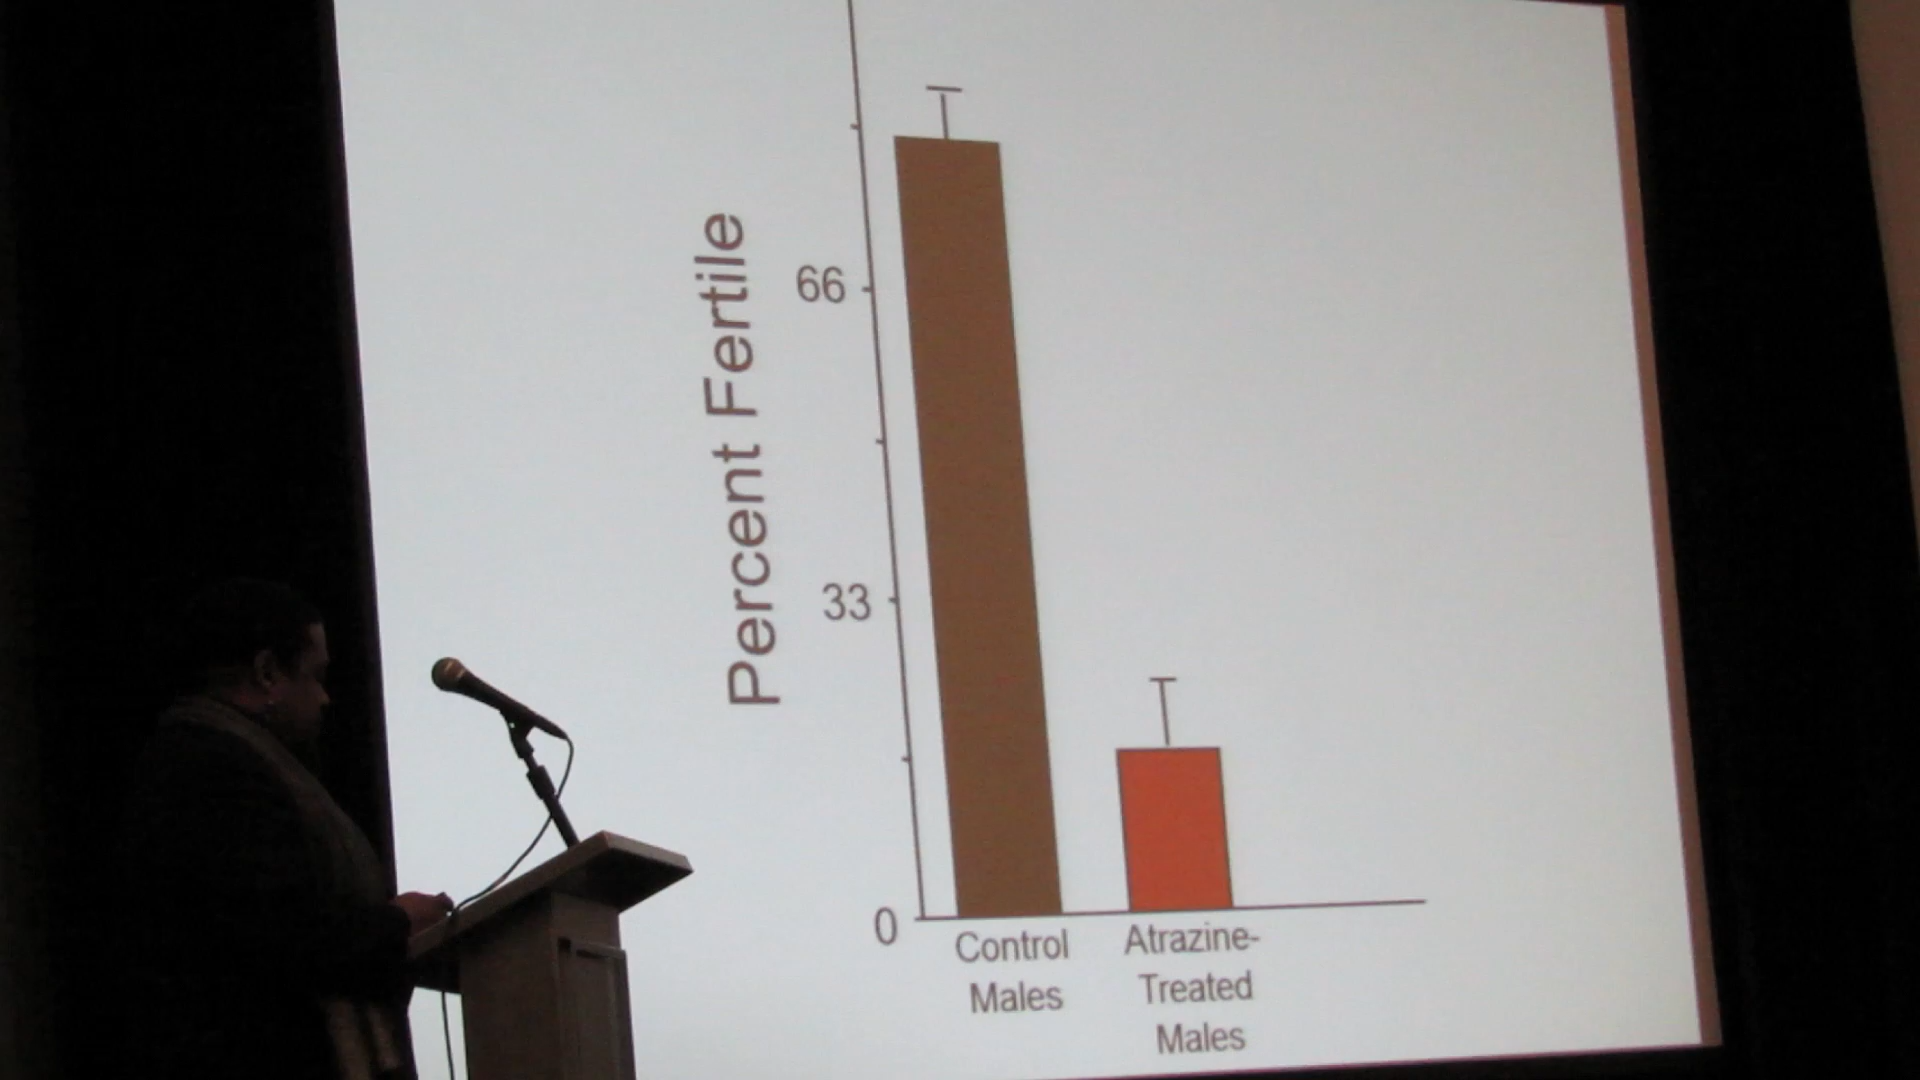 Percent Fertile
66
33
0
Control
Males
Atrazine-
Treated
Males